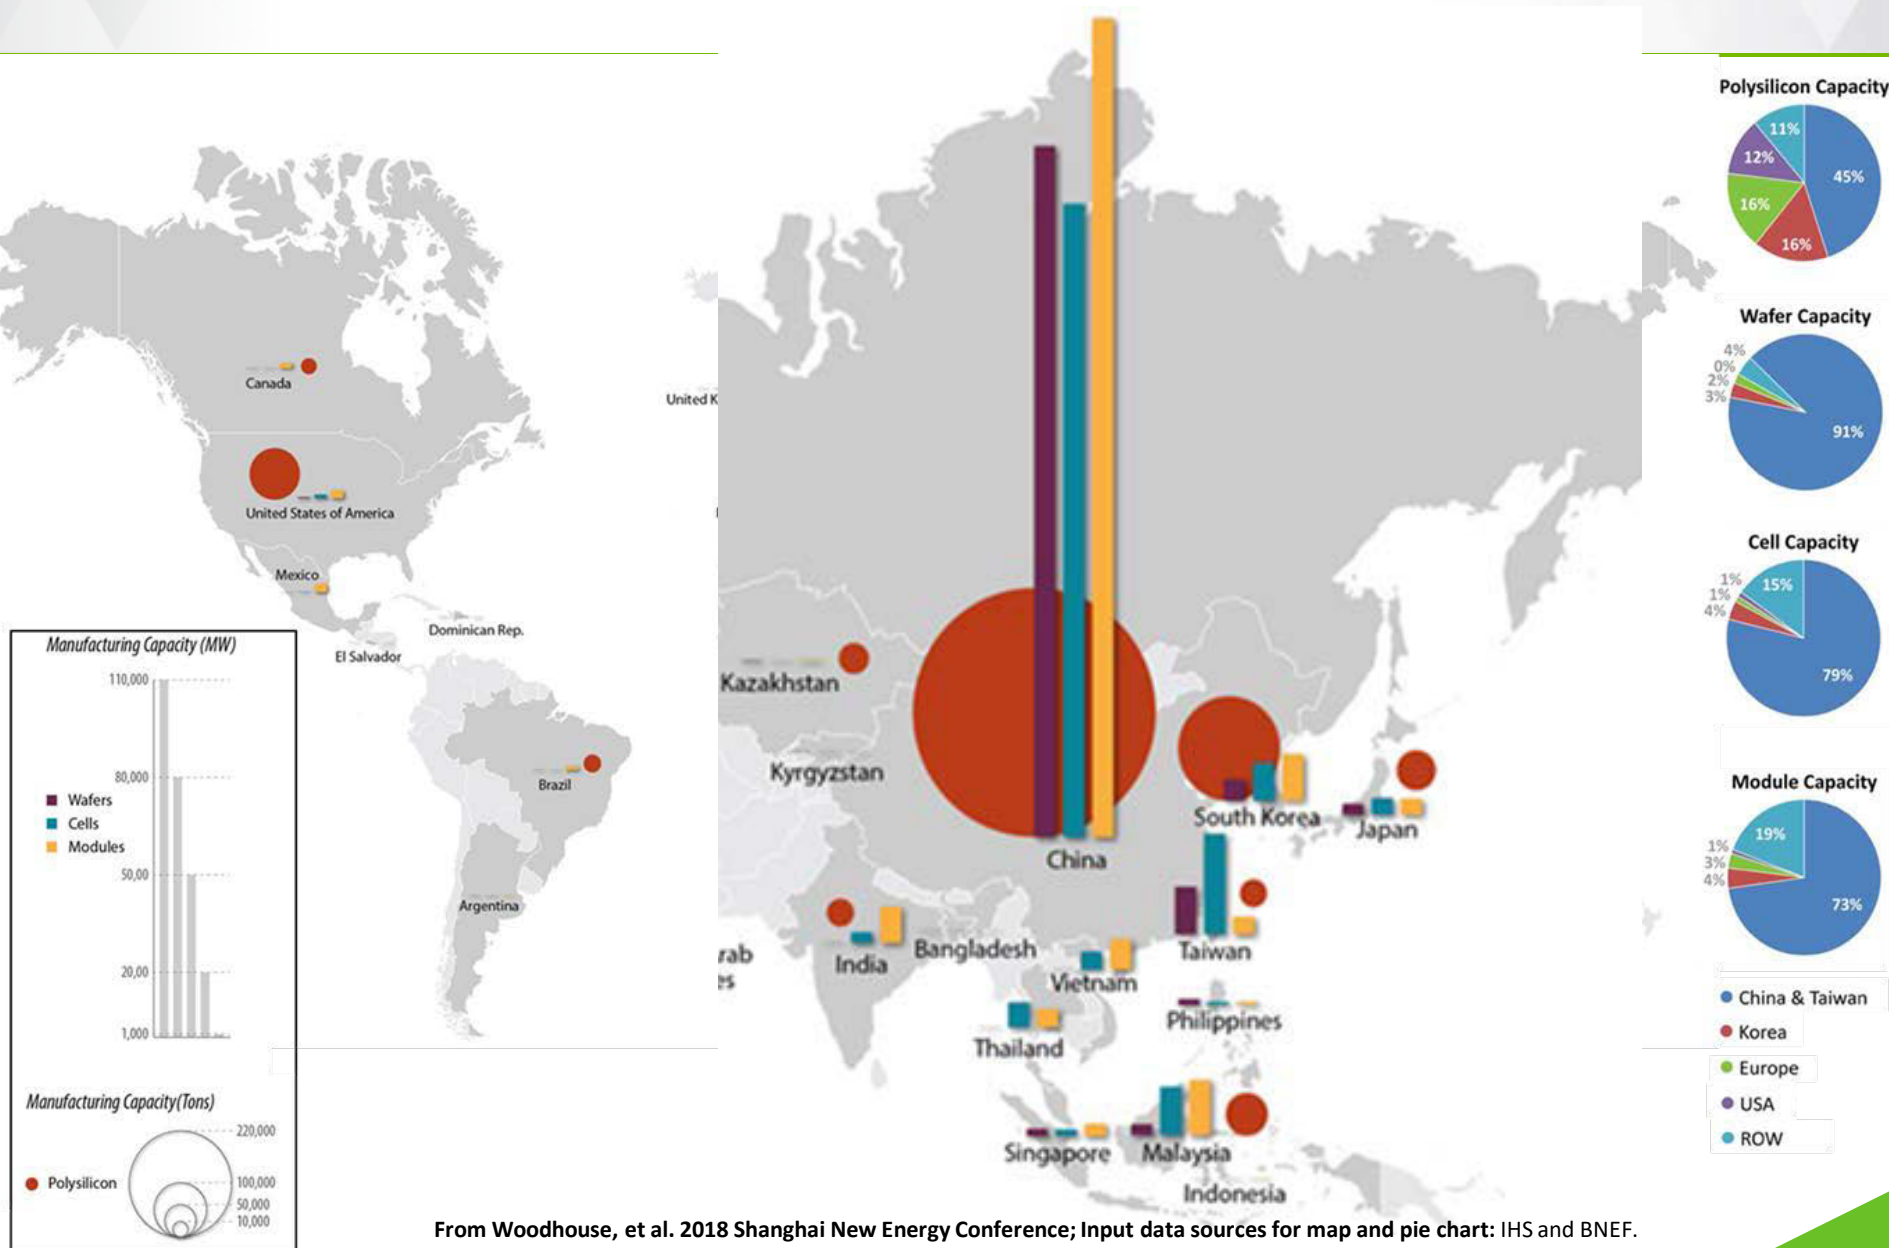 Canada
United States of America
Mexico
Dominican Rep.
El Salvador
Brazil
Argentina
United K
Manufacturing Capacity (MW)
110,000
80,000
50,00
20,00
1,000
Wafers
Cells
Modules
Manufacturing Capacity(Tons)
220,000
100,000
50,000
10,000
Polysilicon
Kazakhstan
Kyrgyzstan
China
South Korea
Japan
India
Bangladesh
rab
es
Vietnam
Taiwan
Thailand
Philippines
Singapore
Malaysia
Indonesia
Polysilicon Capacity
11%
12%
45%
16%
16%
Wafer Capacity
4%
0%
2%
3%
91%
Cell Capacity
1%
15%
1%
4%
79%
Module Capacity
19%
1%
3%
4%
73%
China & Taiwan
Korea
Europe
USA
ROW
From Woodhouse, et al. 2018 Shanghai New Energy Conference; Input data sources for map and pie chart: IHS and BNEF.